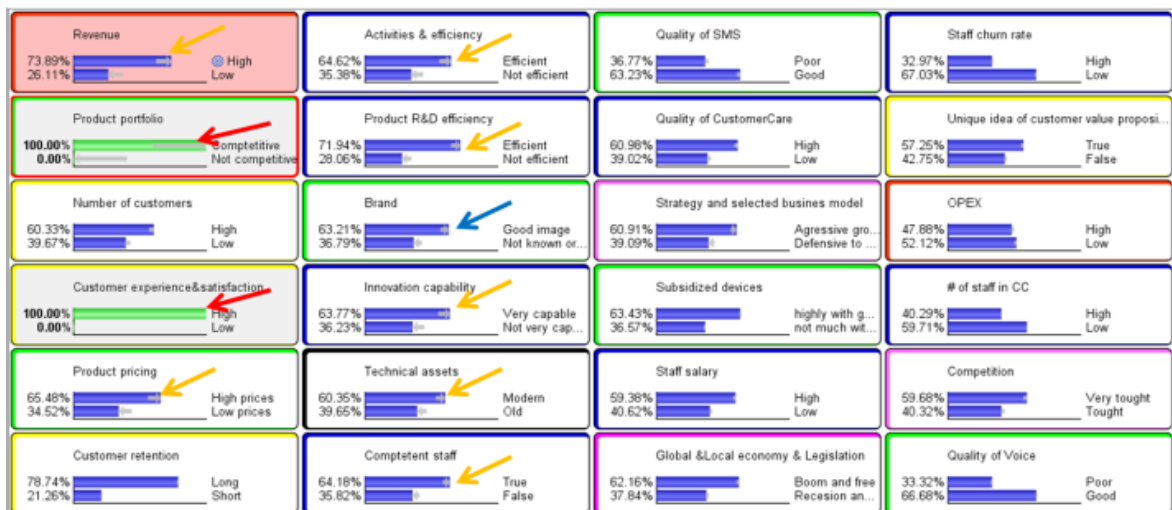 Revenue
73.89% High
26.11% Low
Activities & efficiency
64.62% Efficient
35.38% Not efficient
Quality of SMS
36.77% Poor
63.23% Good
Staff churn rate
32.97% High
67.03% Low
Product portfolio
100.00% Comptetitive
0.00% Not competitive
Product R&D efficiency
71.94% Efficient
28.06% Not efficient
Quality of CustomerCare
60.98% High
39.02% Low
Unique idea of customer value proposi...
57.25% True
42.75% False
Number of customers
60.33% High
39.67% Low
Brand
63.21% Good image
36.79% Not known or...
Strategy and selected busines model
60.91% Agressive gro...
39.09% Defensive to ...
OPEX
47.88% High
52.12% Low
Customer experience&satisfaction
100.00% High
0.00% Low
Innovation capability
63.77% Very capable
36.23% Not very cap...
Subsidized devices
63.43% highly with g...
36.57% not much wit...
# of staff in CC
40.29% High
59.71% Low
Product pricing
65.48% High prices
34.52% Low prices
Technical assets
60.35% Modern
39.65% Old
Staff salary
59.38% High
40.62% Low
Competition
59.68% Very tought
40.32% Tought
Customer retention
78.74% Long
21.26% Short
Comptetent staff
64.18% True
35.82% False
Global &Local economy & Legislation
62.16% Boom and free
37.84% Recesion an...
Quality of Voice
33.32% Poor
66.68% Good